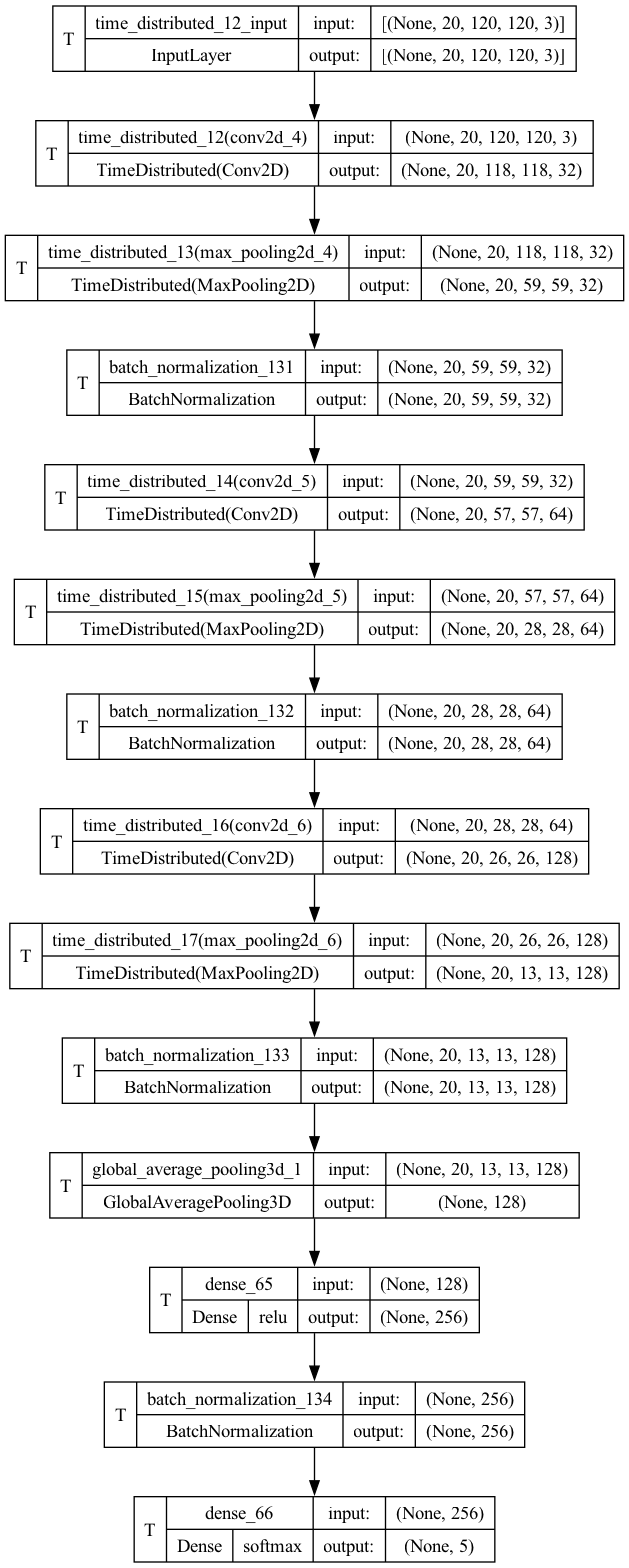 T time_distributed_12_input input: [(None, 20, 120, 120, 3)]
InputLayer output: [(None, 20, 120, 120, 3)]
T time_distributed_12(conv2d_4) input: (None, 20, 120, 120, 3)
TimeDistributed(Conv2D) output: (None, 20, 118, 118, 32)
T time_distributed_13(max_pooling2d_4) input: (None, 20, 118, 118, 32)
TimeDistributed(MaxPooling2D) output: (None, 20, 59, 59, 32)
T batch_normalization_131 input: (None, 20, 59, 59, 32)
BatchNormalization output: (None, 20, 59, 59, 32)
T time_distributed_14(conv2d_5) input: (None, 20, 59, 59, 32)
TimeDistributed(Conv2D) output: (None, 20, 57, 57, 64)
T time_distributed_15(max_pooling2d_5) input: (None, 20, 57, 57, 64)
TimeDistributed(MaxPooling2D) output: (None, 20, 28, 28, 64)
T batch_normalization_132 input: (None, 20, 28, 28, 64)
BatchNormalization output: (None, 20, 28, 28, 64)
T time_distributed_16(conv2d_6) input: (None, 20, 28, 28, 64)
TimeDistributed(Conv2D) output: (None, 20, 26, 26, 128)
T time_distributed_17(max_pooling2d_6) input: (None, 20, 26, 26, 128)
TimeDistributed(MaxPooling2D) output: (None, 20, 13, 13, 128)
T batch_normalization_133 input: (None, 20, 13, 13, 128)
BatchNormalization output: (None, 20, 13, 13, 128)
T global_average_pooling3d_1 input: (None, 20, 13, 13, 128)
GlobalAveragePooling3D output: (None, 128)
T dense_65 input: (None, 128)
Dense relu output: (None, 256)
T batch_normalization_134 input: (None, 256)
BatchNormalization output: (None, 256)
T dense_66 input: (None, 256)
Dense softmax output: (None, 5)